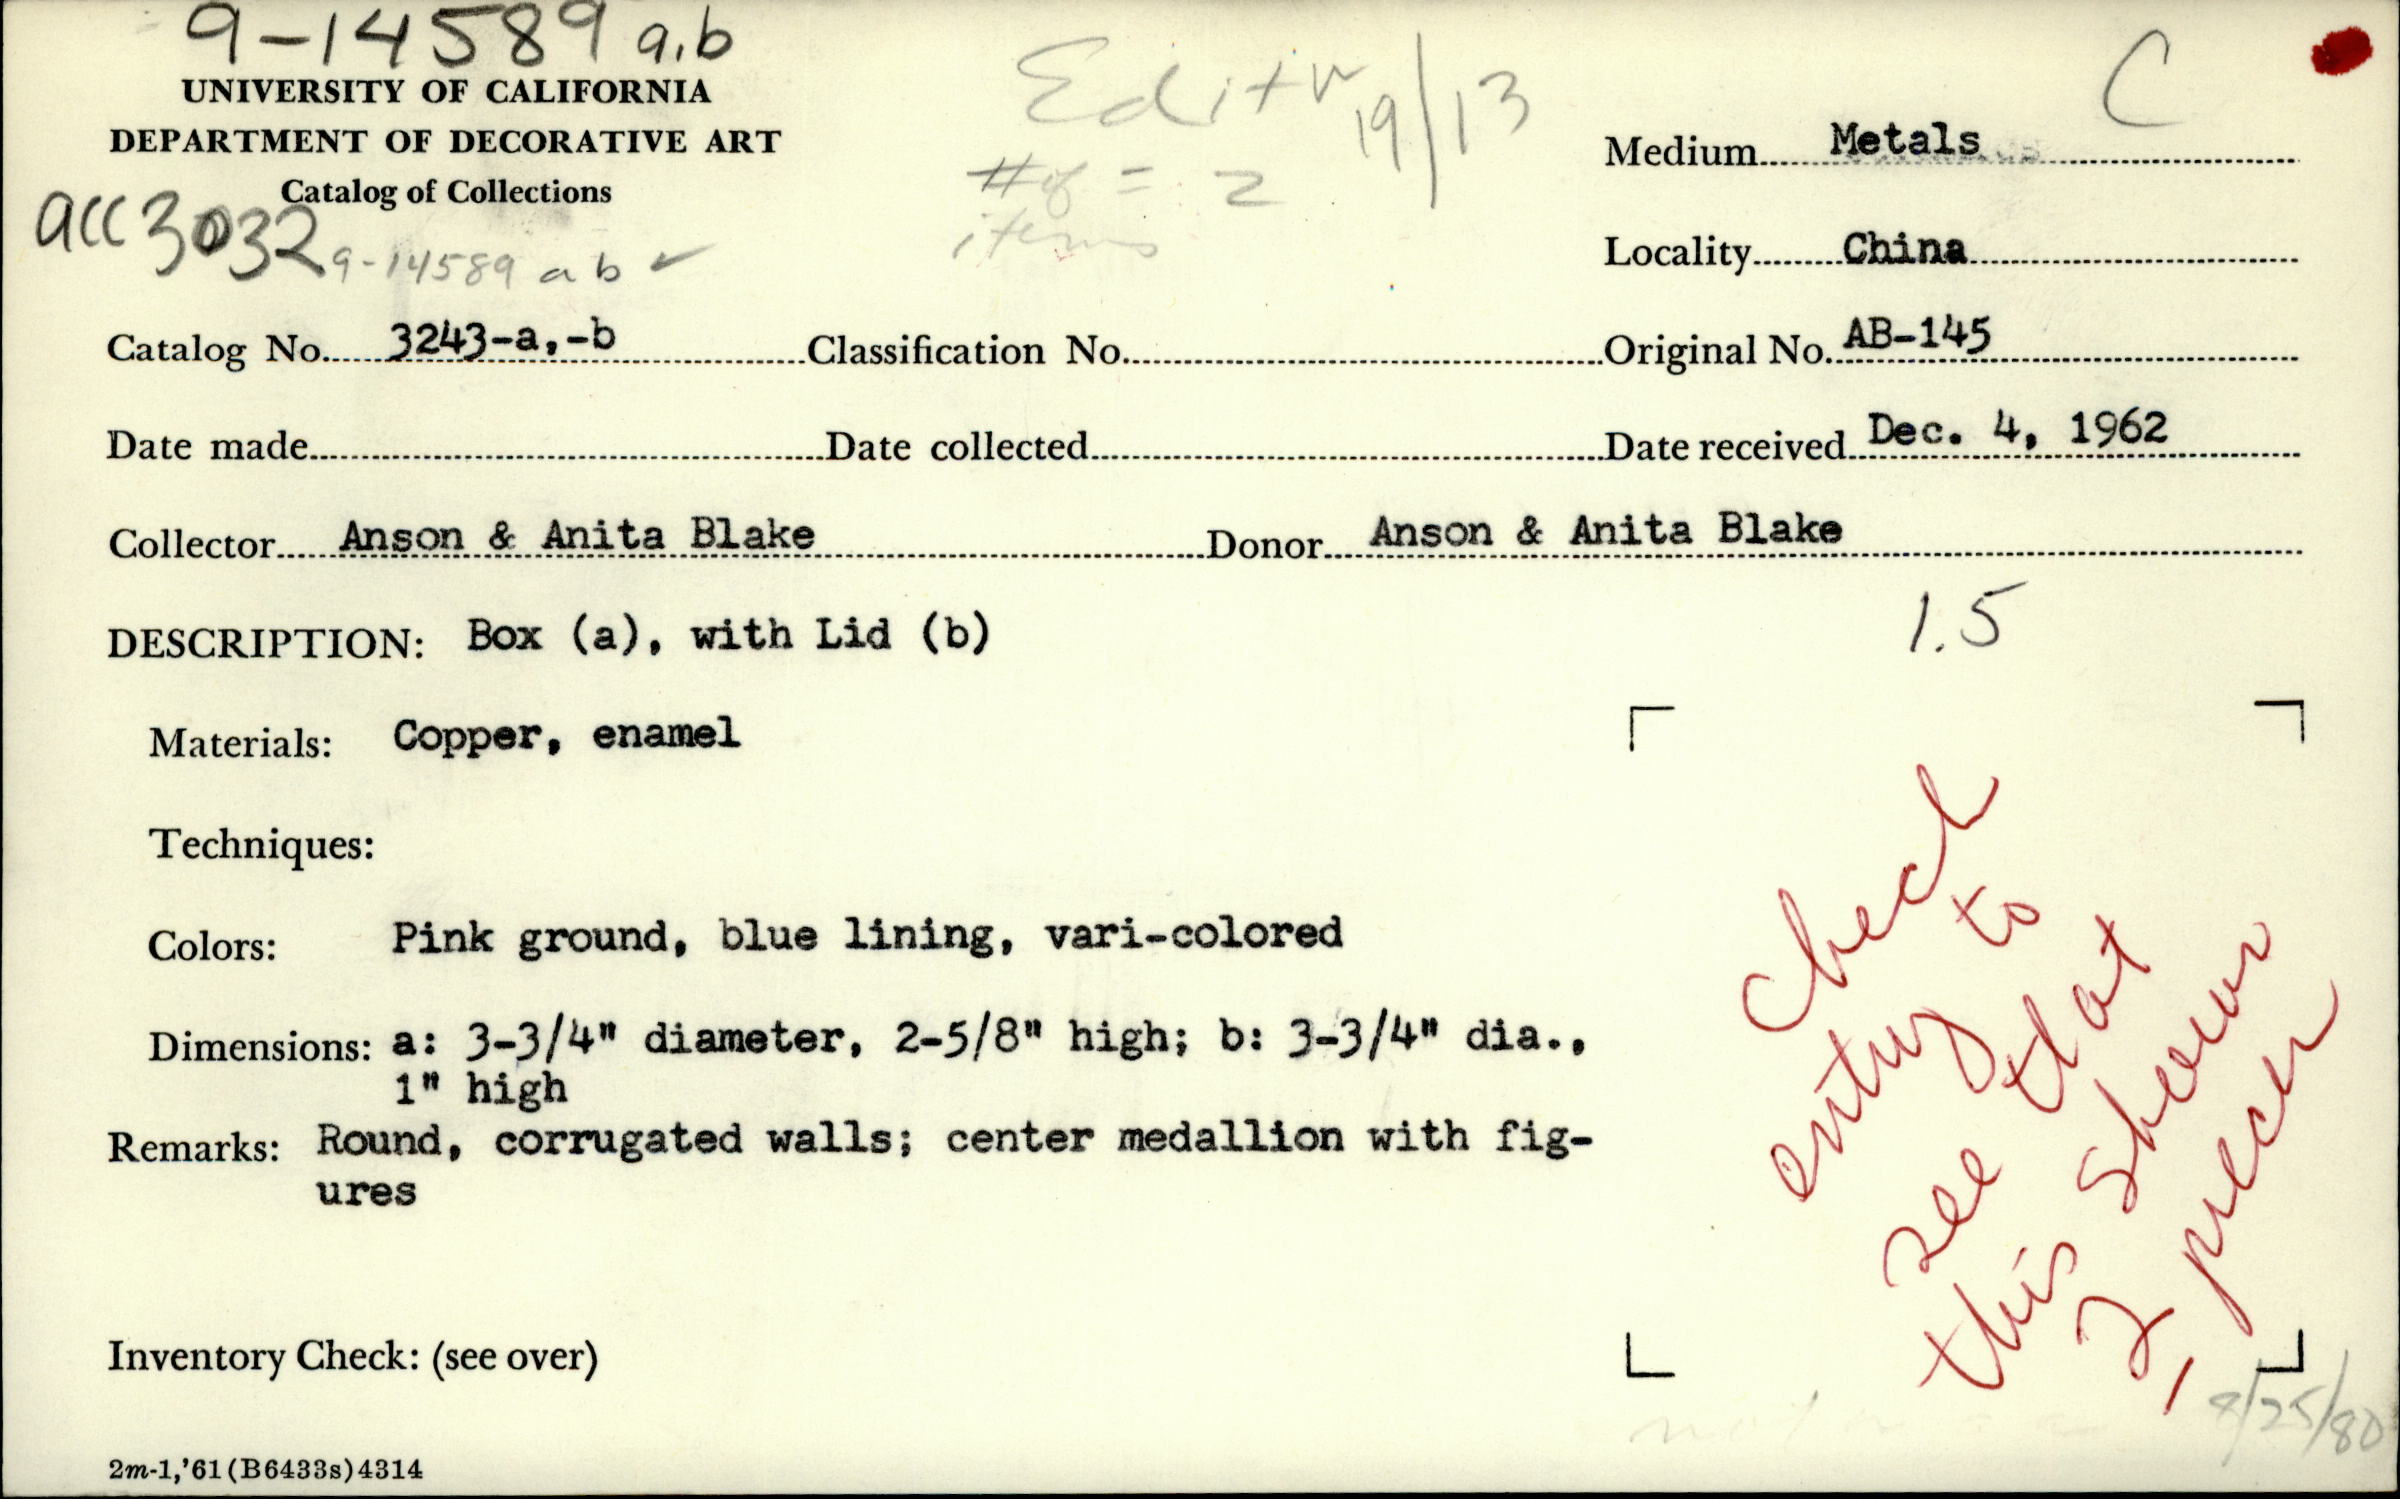 9-14589 a,b
UNIVERSITY OF CALIFORNIA
DEPARTMENT OF DECORATIVE ART
Catalog of Collections
acc 3032
9-14589 a b ✓
19/13
# of = 2
items
C
Medium Metals
Locality China
Catalog No. 3243-a,-b Classification No. Original No. AB-145
Date made Date collected Date received Dec. 4, 1962
Collector Anson & Anita Blake Donor Anson & Anita Blake
DESCRIPTION: Box (a), with Lid (b)
1.5
Materials: Copper, enamel
Techniques:
Colors: Pink ground, blue lining, vari-colored
Dimensions: a: 3-3/4" diameter, 2-5/8" high; b: 3-3/4" dia.,
1" high
Remarks: Round, corrugated walls; center medallion with fig-
ures
Check
entry to
see that
this shows
2 pieces
Inventory Check: (see over)
8/25/80
2m-1,'61(B6433s)4314